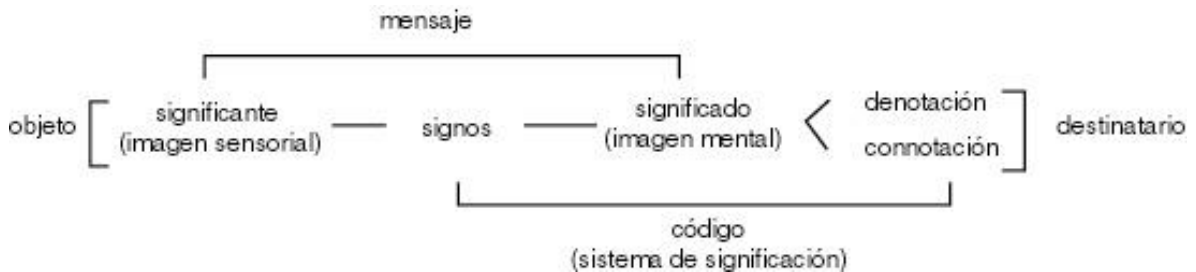 mensaje
objeto
significante
(imagen sensorial)
signos
significado
(imagen mental)
denotación
connotación
destinatario
código
(sistema de significación)